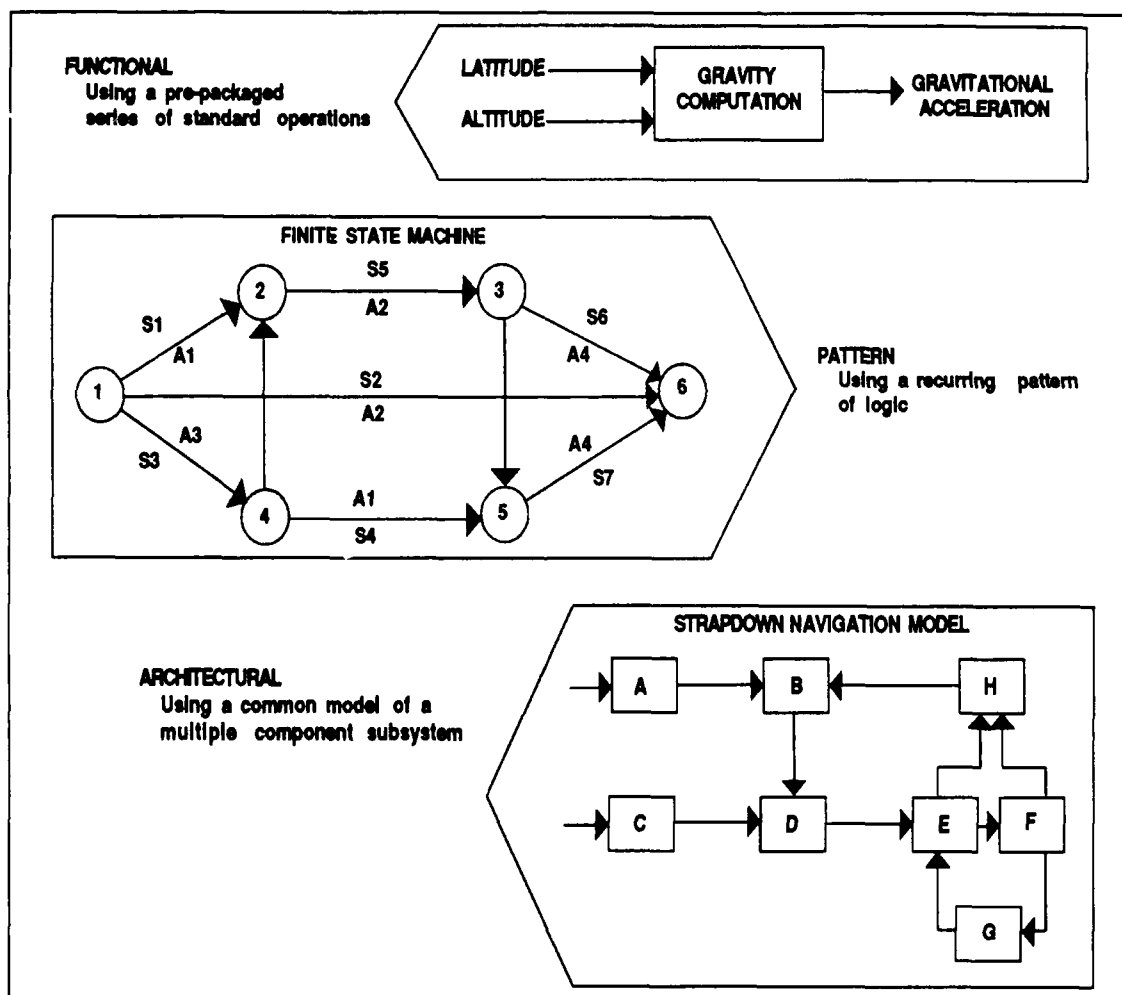 FUNCTIONAL
Using a pre-packaged
series of standard operations
LATITUDE
ALTITUDE
GRAVITY
COMPUTATION
GRAVITATIONAL
ACCELERATION
FINITE STATE MACHINE
1
2
3
4
5
6
S1
A1
S5
A2
S6
A4
S2
A2
A3
S3
A1
S4
A4
S7
PATTERN
Using a recurring pattern
of logic
ARCHITECTURAL
Using a common model of a
multiple component subsystem
STRAPDOWN NAVIGATION MODEL
A
B
H
C
D
E
F
G